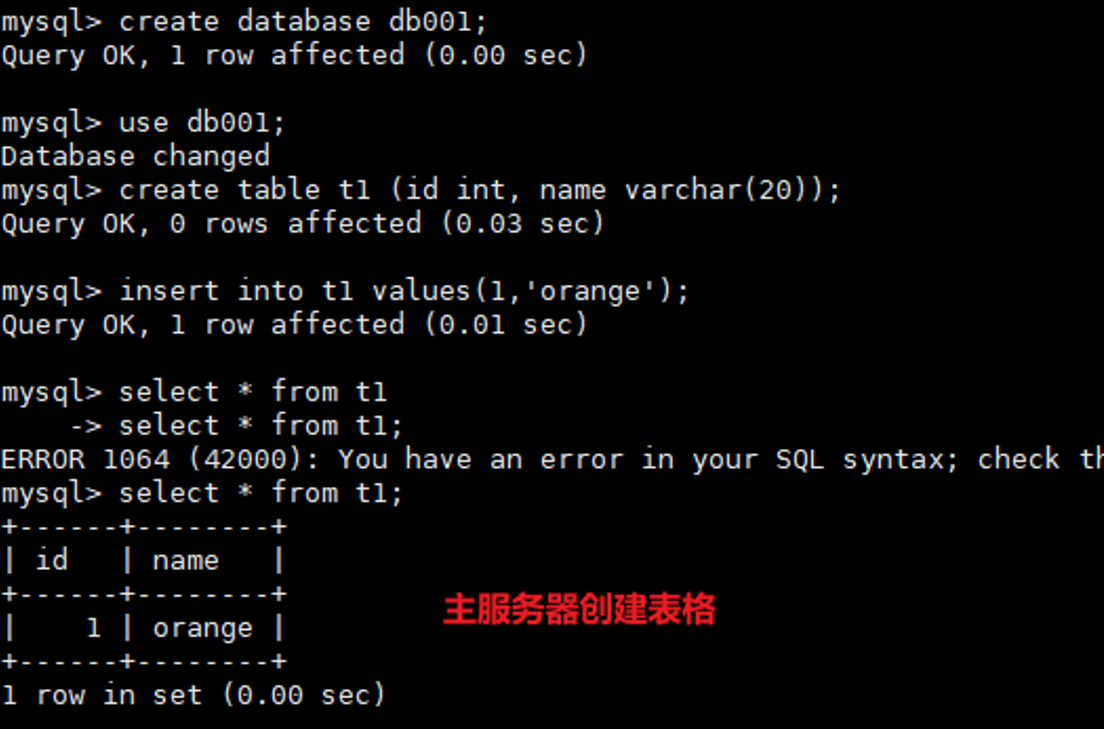 mysql> create database db001;
Query OK, 1 row affected (0.00 sec)
mysql> use db001;
Database changed
mysql> create table t1 (id int, name varchar(20));
Query OK, 0 rows affected (0.03 sec)
mysql> insert into t1 values(1,'orange');
Query OK, 1 row affected (0.01 sec)
mysql> select * from t1
    -> select * from t1;
ERROR 1064 (42000): You have an error in your SQL syntax; check th
mysql> select * from t1;
+------+--------+
| id   | name   |
+------+--------+
|    1 | orange |
+------+--------+
主服务器创建表格
1 row in set (0.00 sec)